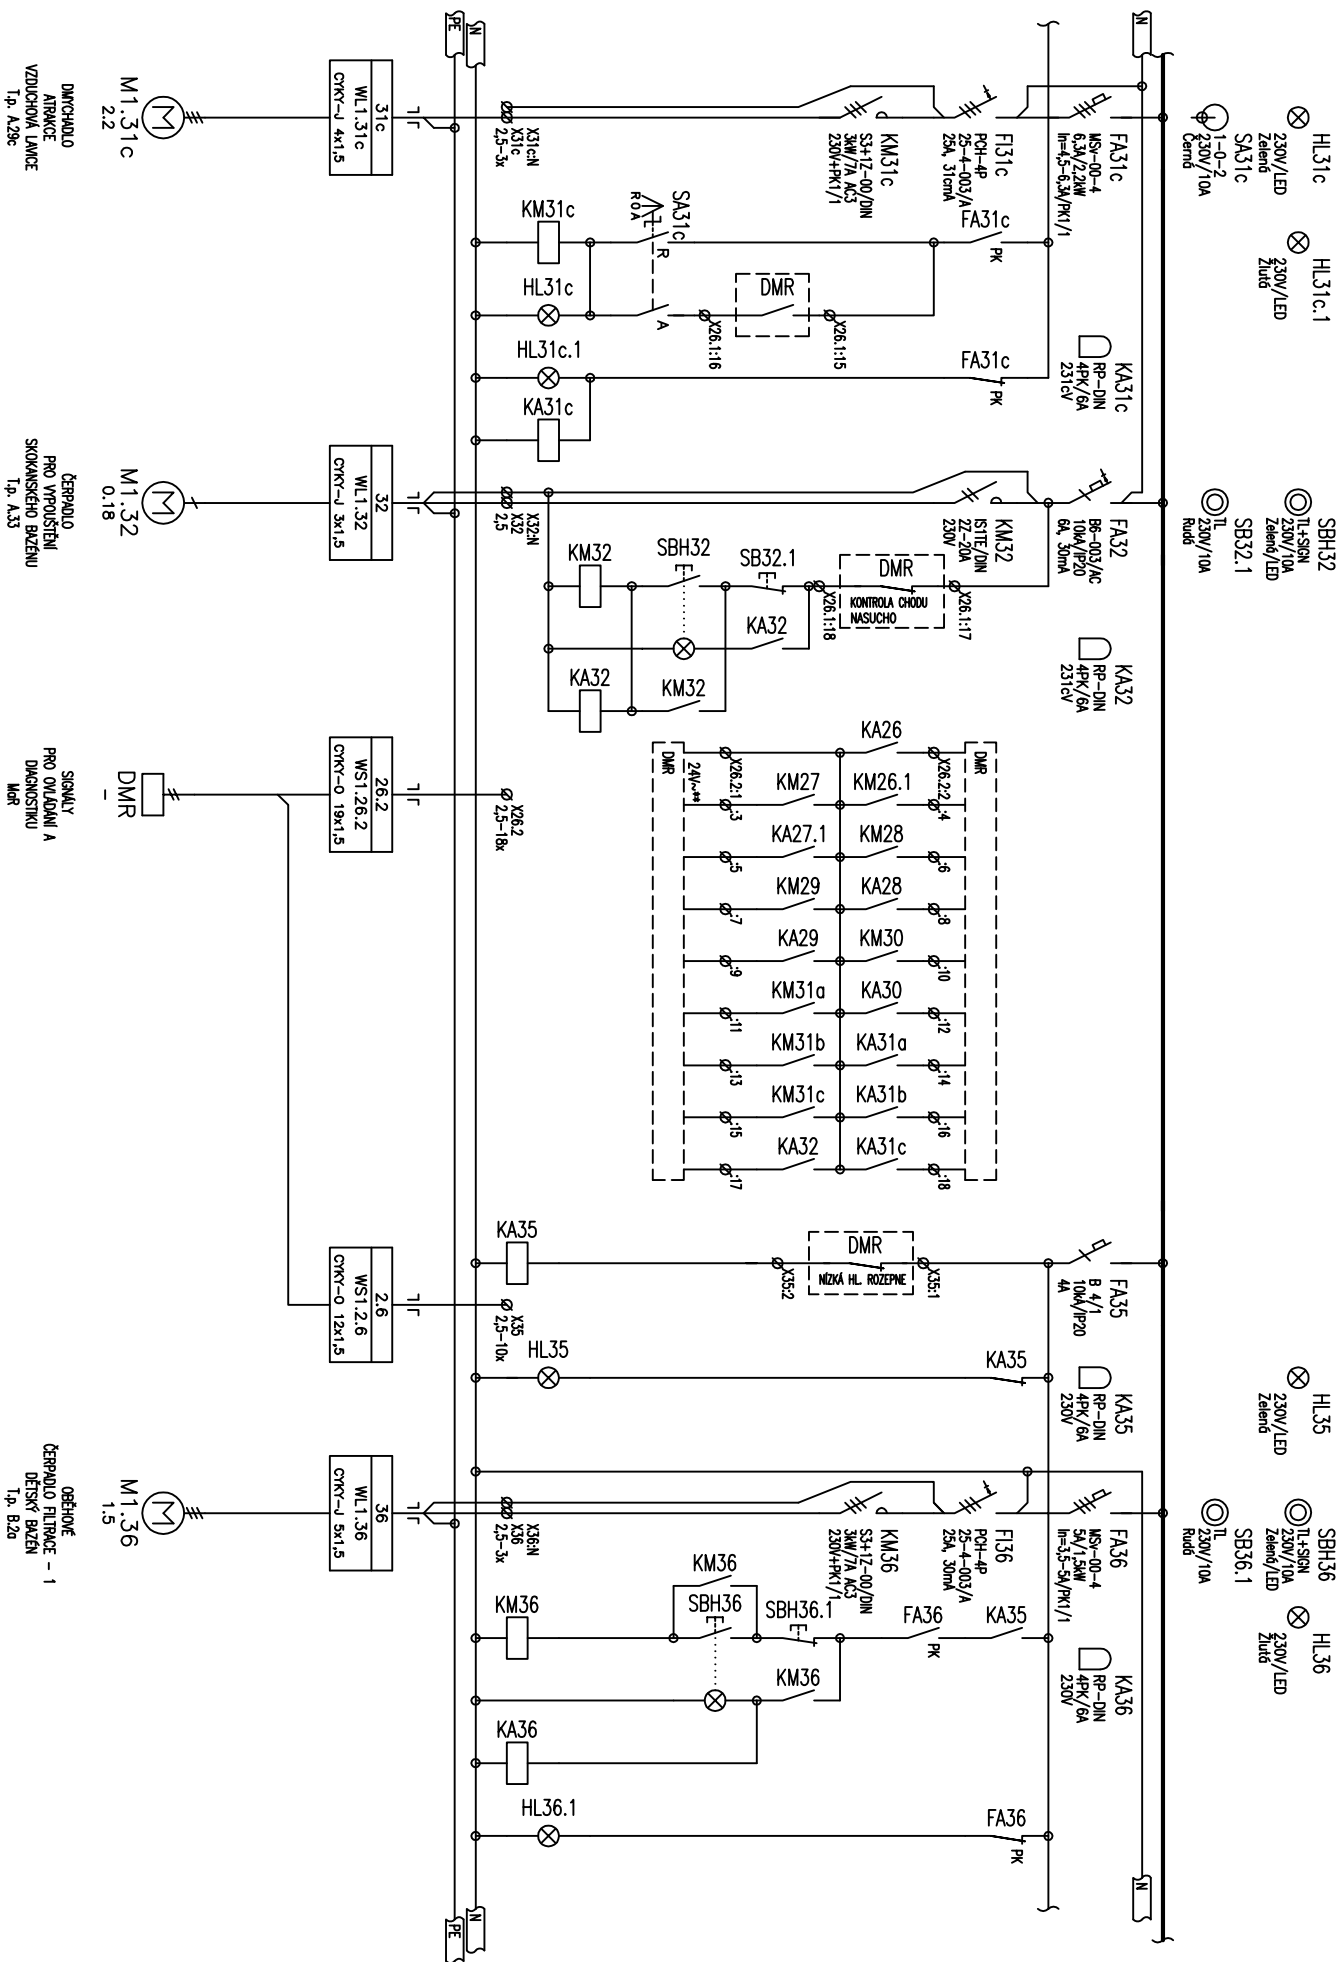 HL31c
230V/LED
Zelená
SA31c
1-0-2
230V/10A
Černá
HL31c.1
230V/LED
Žlutá
KA31c
RP-DIN
4PK/6A
231cV
SBH32
TL+SIGN
230V/10A
Zelená/LED
SB32.1
TL
230V/10A
Rudá
KA32
RP-DIN
4PK/6A
231cV
HL35
230V/LED
Zelená
KA35
RP-DIN
4PK/6A
230V
SBH36
TL+SIGN
230V/10A
Zelená/LED
SB36.1
TL
230V/10A
Rudá
HL36
230V/LED
Žlutá
KA36
RP-DIN
4PK/6A
230V
N
N
FA31c
MSv-00-4
6,3A/2,2kW
In=4,5-6,3A/PK1/1
FI31c
PCH-4P
25-4-003/A
25A, 31cmA
KM31c
S3+1Z-00/DIN
3kW/7A AC3
230V+PK1/1
X31c:N
X31c
2,5-3x
FA31c
PK
DMR
X26.1:15
X26.1:16
SA31c
R
A
R O A
KM31c
HL31c
FA31c
PK
HL31c.1
KA31c
FA32
B6-003/AC
10kA/IP20
6A, 30mA
KM32
IS1TE/DIN
2Z-20A
230V
X32:N
X32
2,5
X26.1:17
DMR
KONTROLA CHODU
NASUCHO
X26.1:18
SB32.1
SBH32
KM32
KA32
KM32
KA32
DMR
X26.2:2
:4
:6
:8
:10
:12
:14
:16
:18
KA26
KM26.1
KM28
KA28
KM30
KA30
KA31a
KA31b
KA31c
KM27
KA27.1
KM29
KA29
KM31a
KM31b
KM31c
KA32
X26.2:1
:3
:5
:7
:9
:11
:13
:15
:17
DMR
24V~**
X26.2
2,5-18x
FA35
B 4/1
10kA/IP20
4A
X35:1
DMR
NÍZKÁ HL. ROZEPNE
X35:2
KA35
X35
2,5-10x
KA35
HL35
FA36
MSv-00-4
5A/1,5kW
In=3,5-5A/PK1/1
FI36
PCH-4P
25-4-003/A
25A, 30mA
KM36
S3+1Z-00/DIN
3kW/7A AC3
230V+PK1/1
X36:N
X36
2,5-3x
KA35
FA36
PK
SBH36.1
KM36
SBH36
KM36
KM36
KA36
FA36
PK
HL36.1
N
PE
N
PE
31c
WL1.31c
CYKY-J 4x1,5
32
WL1.32
CYKY-J 3x1,5
26.2
WS1.26.2
CYKY-O 19x1,5
2.6
WS1.2.6
CYKY-O 12x1,5
36
WL1.36
CYKY-J 5x1,5
M
M1.31c
2.2
M
M1.32
0.18
DMR
-
M
M1.36
1.5
DMYCHADLO
ATRAKCE
VZDUCHOVÁ LAVICE
T.p. A.29c
ČERPADLO
PRO VYPOUŠTĚNÍ
SKOKANSKÉHO BAZÉNU
T.p. A.33
SIGNÁLY
PRO OVLÁDÁNÍ A
DIAGNOSTIKU
MaR
OBĚHOVÉ
ČERPADLO FILTRACE - 1
DĚTSKÝ BAZÉN
T.p. B.2a